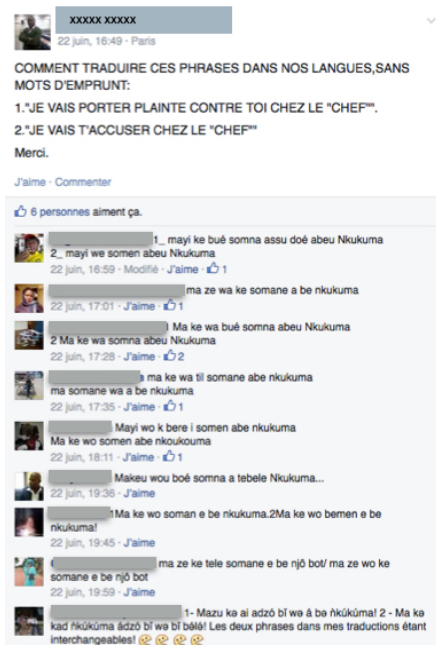 xxxxx xxxxx
22 juin, 16:49 · Paris
COMMENT TRADUIRE CES PHRASES DANS NOS LANGUES,SANS
MOTS D'EMPRUNT:
1."JE VAIS PORTER PLAINTE CONTRE TOI CHEZ LE "CHEF"".
2."JE VAIS T'ACCUSER CHEZ LE "CHEF""
Merci.
J'aime · Commenter
6 personnes aiment ça.
1_ mayi ke bué somna assu doé abeu Nkukuma
2_ mayi we somen abeu Nkukuma
22 juin, 16:59 · Modifié · J'aime · 1
ma ze wa ke somane a be nkukuma
22 juin, 17:01 · J'aime · 1
1 Ma ke wa bué somna abeu Nkukuma
2 Ma ke wa somna abeu Nkukuma
22 juin, 17:28 · J'aime · 2
ma ke wa til somane abe nkukuma
ma somane wa a be nkukuma
22 juin, 17:35 · J'aime · 1
Mayi wo k bere i somen abe nkukuma
Ma ke wo somen abe nkoukouma
22 juin, 18:11 · J'aime · 1
Makeu wou boé somna a tebele Nkukuma...
22 juin, 19:36 · J'aime
1Ma ke wo soman e be nkukuma.2Ma ke wo bemen e be
nkukuma!
22 juin, 19:45 · J'aime
ma ze ke tele somane e be njô bot/ ma ze wo ke
somane e be njô bot
22 juin, 19:59 · J'aime
1- Mazu kə ai adzó bĭ wə á bə ǹkúkúma! 2 - Ma kə
kad ǹkúkúma ádzó bĭ wə bĭ bələ́! Les deux phrases dans mes traductions étant
interchangeables!